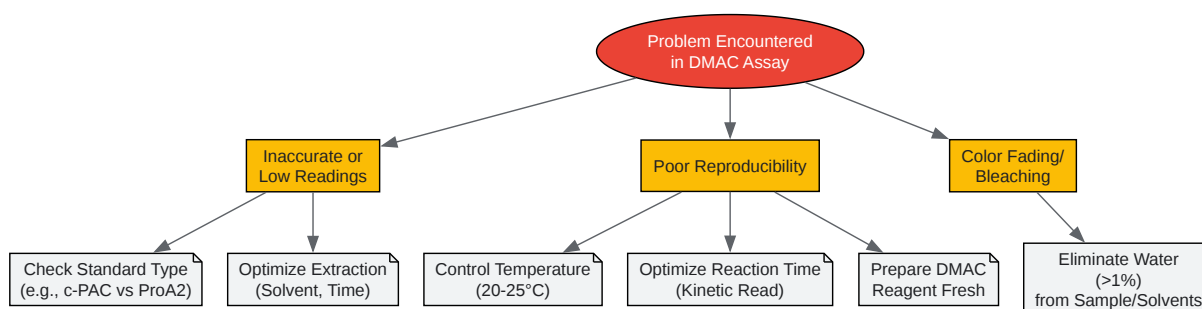 Problem Encountered
in DMAC Assay
Inaccurate or
Low Readings
Poor Reproducibility
Color Fading/
Bleaching
Check Standard Type
(e.g., c-PAC vs ProA2)
Optimize Extraction
(Solvent, Time)
Control Temperature
(20-25°C)
Optimize Reaction Time
(Kinetic Read)
Prepare DMAC
Reagent Fresh
Eliminate Water
(>1%)
from Sample/Solvents